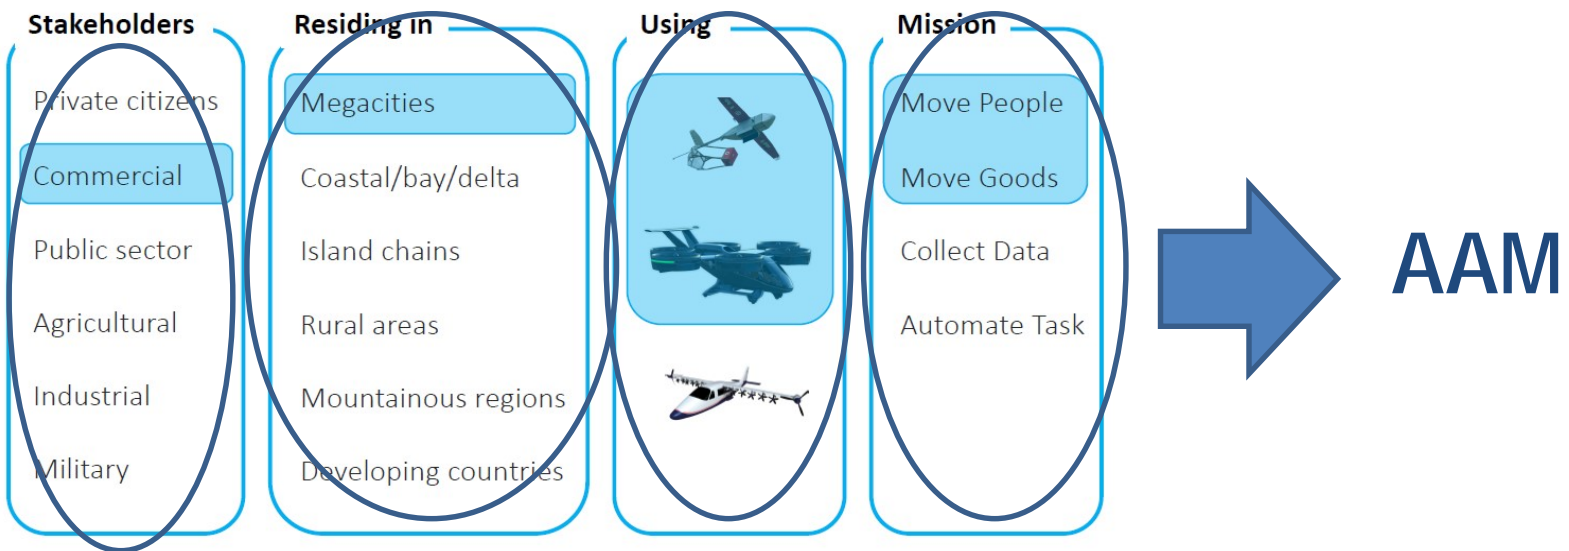 Stakeholders
Private citizens
Commercial
Public sector
Agricultural
Industrial
Military
Residing in
Megacities
Coastal/bay/delta
Island chains
Rural areas
Mountainous regions
Developing countries
Using
Mission
Move People
Move Goods
Collect Data
Automate Task
AAM